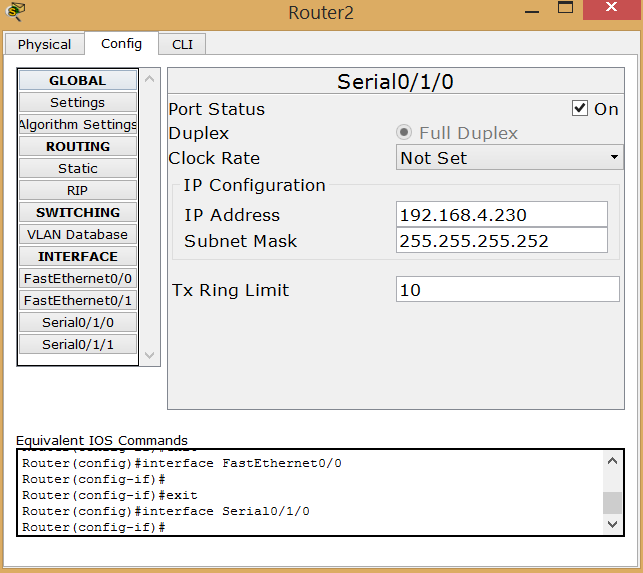 Router2
Physical
Config
CLI
GLOBAL
Settings
Algorithm Settings
ROUTING
Static
RIP
SWITCHING
VLAN Database
INTERFACE
FastEthernet0/0
FastEthernet0/1
Serial0/1/0
Serial0/1/1
Serial0/1/0
Port Status On
Duplex Full Duplex
Clock Rate Not Set
IP Configuration
IP Address 192.168.4.230
Subnet Mask 255.255.255.252
Tx Ring Limit 10
Equivalent IOS Commands
Router(config-if)#exit
Router(config)#interface FastEthernet0/0
Router(config-if)#
Router(config-if)#exit
Router(config)#interface Serial0/1/0
Router(config-if)#